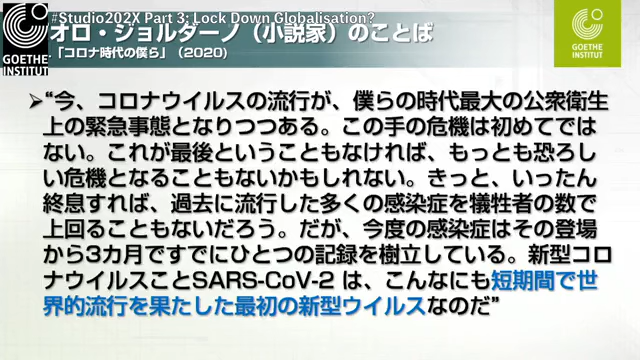 #Studio202X Part 3: Lock Down Globalisation?
オロ・ジョルダーノ（小説家）のことば
「コロナ時代の僕ら」（2020）
GOETHE
INSTITUT
GOETHE
INSTITUT
➢“今、コロナウイルスの流行が、僕らの時代最大の公衆衛生
上の緊急事態となりつつある。この手の危機は初めてでは
ない。これが最後ということもなければ、もっとも恐ろし
い危機となることもないかもしれない。きっと、いったん
終息すれば、過去に流行した多くの感染症を犠牲者の数で
上回ることもないだろう。だが、今度の感染症はその登場
から3カ月ですでにひとつの記録を樹立している。新型コロ
ナウイルスことSARS-CoV-2 は、こんなにも短期間で世
界的流行を果たした最初の新型ウイルスなのだ”